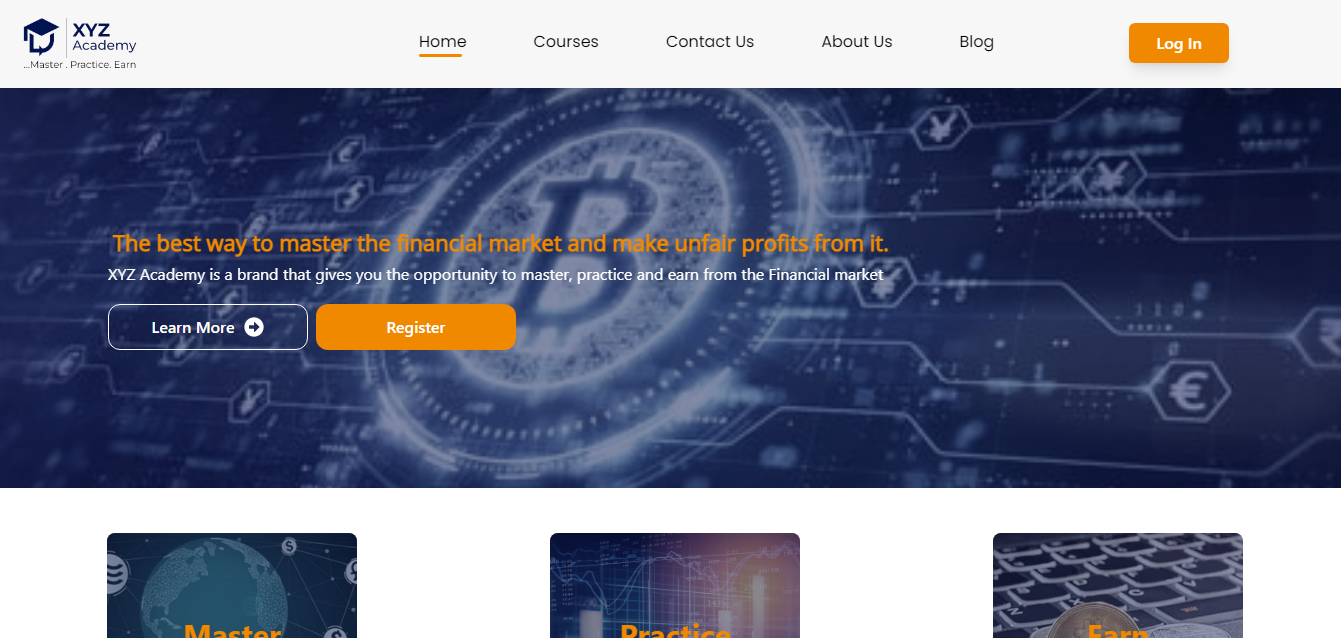 XYZ
Academy
...Master . Practice. Earn
Home
Courses
Contact Us
About Us
Blog
Log In
The best way to master the financial market and make unfair profits from it.
XYZ Academy is a brand that gives you the opportunity to master, practice and earn from the Financial market
Learn More
Register
Master
Practice
Earn